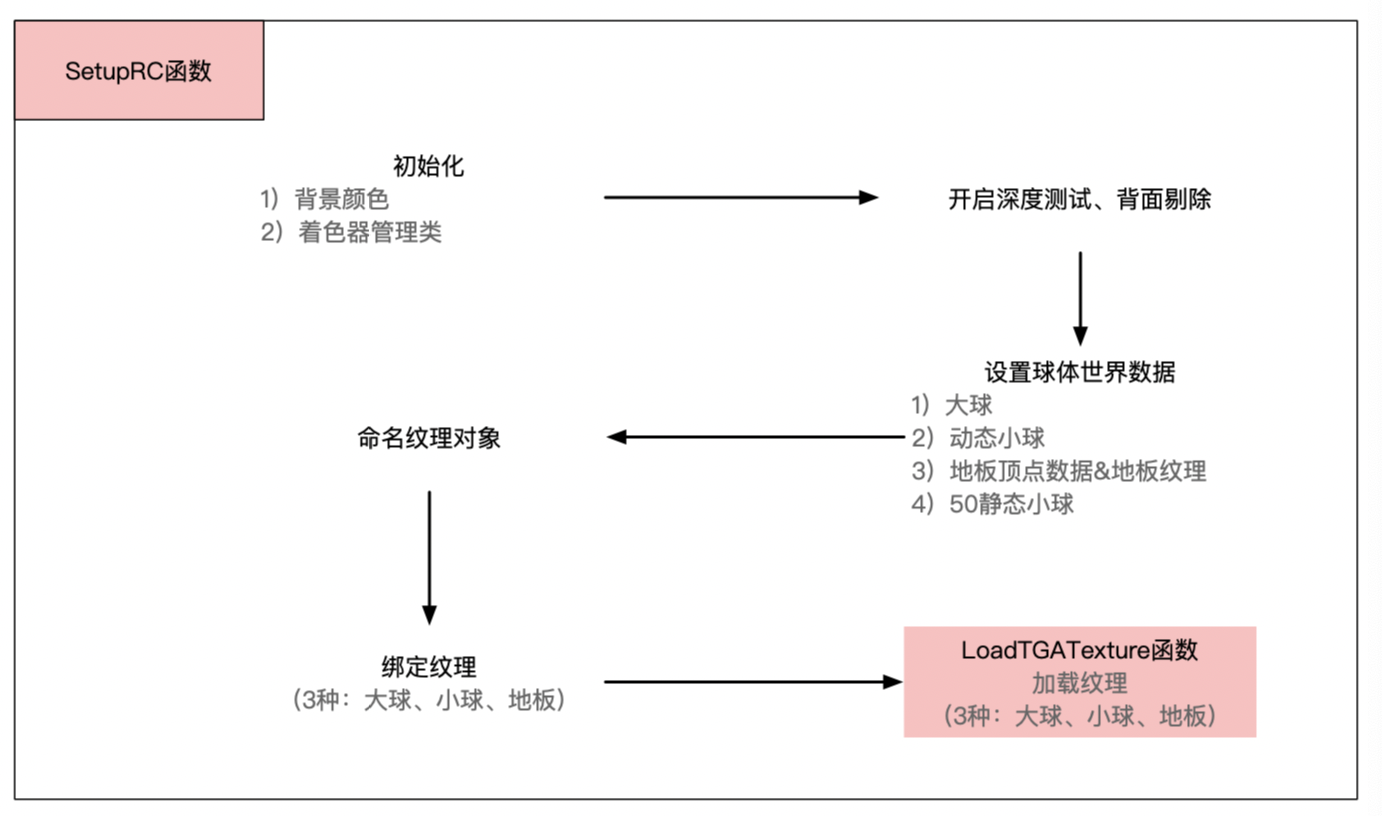 SetupRC函数
初始化
1）背景颜色
2）着色器管理类
开启深度测试、背面剔除
设置球体世界数据
1）大球
2）动态小球
3）地板顶点数据&地板纹理
4）50静态小球
命名纹理对象
绑定纹理
（3种：大球、小球、地板）
LoadTGATexture函数
加载纹理
（3种：大球、小球、地板）